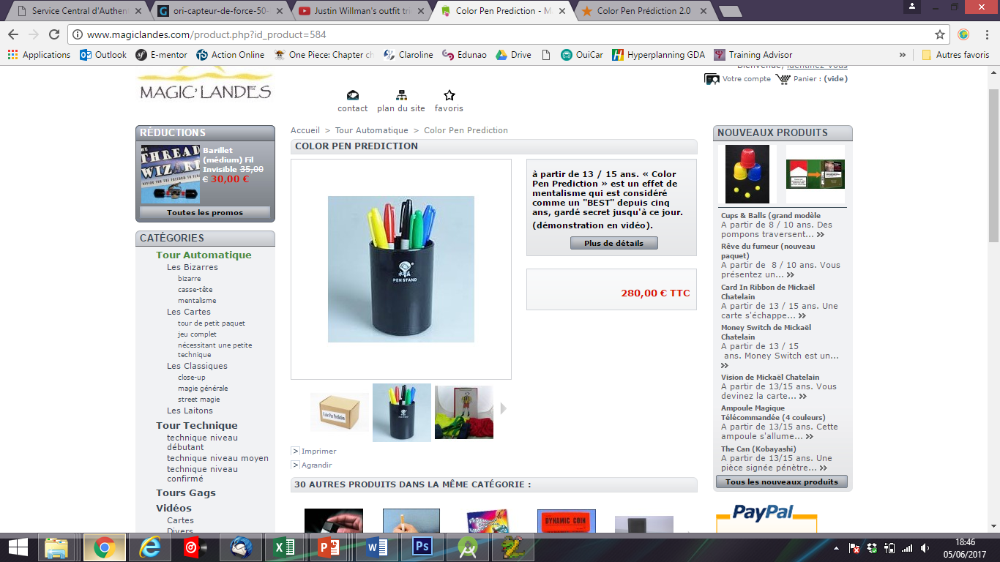 Service Central d'Authen
ori-capteur-de-force-50-
Justin Willman's outfit tri
Color Pen Prediction - M
Color Pen Prédiction 2.0
www.magiclandes.com/product.php?id_product=584
Applications
Outlook
E-mentor
Action Online
One Piece: Chapter ch
Claroline
Edunao
Drive
OuiCar
Hyperplanning GDA
Training Advisor
»
Autres favoris
Bienvenue, Identifiez-vous
Votre compte
Panier : (vide)
MAGIC'LANDES
contact
plan du site
favoris
RÉDUCTIONS
THREAD
WIZARD
Barillet
(médium) Fil
Invisible 35,00
€ 30,00 €
Toutes les promos
CATÉGORIES
Tour Automatique
Les Bizarres
bizarre
casse-tête
mentalisme
Les Cartes
tour de petit paquet
jeu complet
nécessitant une petite
technique
Les Classiques
close-up
magie générale
street magie
Les Laitons
Tour Technique
technique niveau
débutant
technique niveau moyen
technique niveau
confirmé
Tours Gags
Vidéos
Cartes
Divers
Accueil > Tour Automatique > Color Pen Prediction
COLOR PEN PREDICTION
PEN STAND
à partir de 13 / 15 ans. « Color
Pen Prediction » est un effet de
mentalisme qui est considéré
comme un "BEST" depuis cinq
ans, gardé secret jusqu'à ce jour.
(démonstration en vidéo).
Plus de détails
280,00 € TTC
Color Pen Prediction
> Imprimer
> Agrandir
30 AUTRES PRODUITS DANS LA MÊME CATÉGORIE :
DYNAMIC COIN
NOUVEAUX PRODUITS
Cups & Balls (grand modèle
A partir de 8 / 10 ans. Des
pompons traversent... »
Rêve du fumeur (nouveau
paquet)
A partir de  8 / 10 ans. Vous
présentez un... »
Card In Ribbon de Mickaël
Chatelain
A partir de 13 / 15 ans. Une
carte s'échappe... »
Money Switch de Mickaël
Chatelain
A partir de 13 / 15
ans. Money Switch est un...
»
Vision de Mickaël Chatelain
A partir de 13/15 ans. Vous
devinez la carte... »
Ampoule Magique
Télécommandée (4 couleurs)
A partir de 13/15 ans. Cette
ampoule s'allume... »
The Can (Kobayashi)
A partir de 13/15 ans. Une
pièce signée pénètre... »
Tous les nouveaux produits
PayPal
18:46
05/06/2017